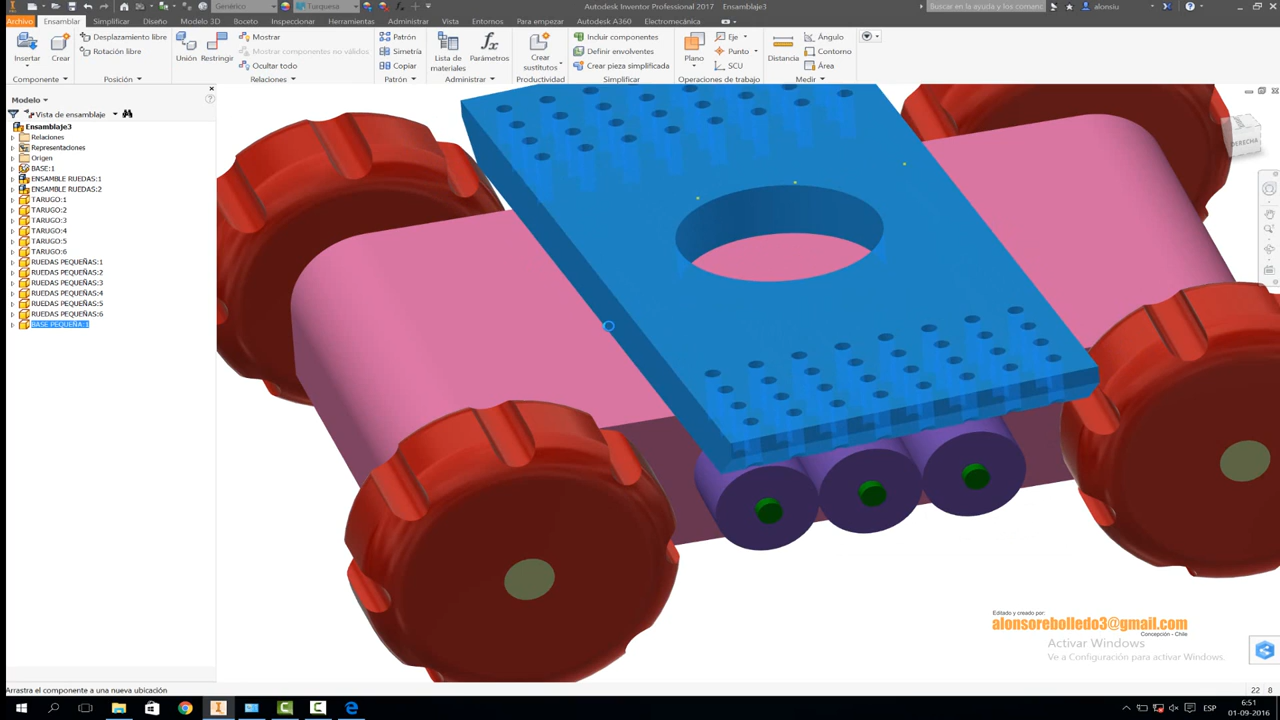 Genérico
Turquesa
Autodesk Inventor Professional 2017 Ensamblaje3
Buscar en la ayuda y los comanc
alonsiu
Archivo Ensamblar Simplificar Diseño Modelo 3D Boceto Inspeccionar Herramientas Administrar Vista Entornos Para empezar Autodesk A360 Electromecánica
Insertar
Crear
Desplazamiento libre
Rotación libre
Unión
Restringir
Mostrar
Mostrar componentes no válidos
Ocultar todo
Patrón
Simetría
Copiar
Lista de materiales
Parámetros
Crear sustitutos
Incluir componentes
Definir envolventes
Crear pieza simplificada
Plano
Eje
Punto
SCU
Distancia
Ángulo
Contorno
Área
Componente Posición Relaciones Patrón Administrar Productividad Simplificar Operaciones de trabajo Medir
Modelo
Vista de ensamblaje
Ensamblaje3
Relaciones
Representaciones
Origen
BASE:1
ENSAMBLE RUEDAS:1
ENSAMBLE RUEDAS:2
TARUGO:1
TARUGO:2
TARUGO:3
TARUGO:4
TARUGO:5
TARUGO:6
RUEDAS PEQUEÑAS:1
RUEDAS PEQUEÑAS:2
RUEDAS PEQUEÑAS:3
RUEDAS PEQUEÑAS:4
RUEDAS PEQUEÑAS:5
RUEDAS PEQUEÑAS:6
BASE PEQUEÑA:1
DERECHA
Editado y creado por:
alonsorebolledo3@gmail.com
Concepción - Chile
Activar Windows
Ve a Configuración para activar Windows.
Arrastra el componente a una nueva ubicación
22 8
ESP
6:51
01-09-2016